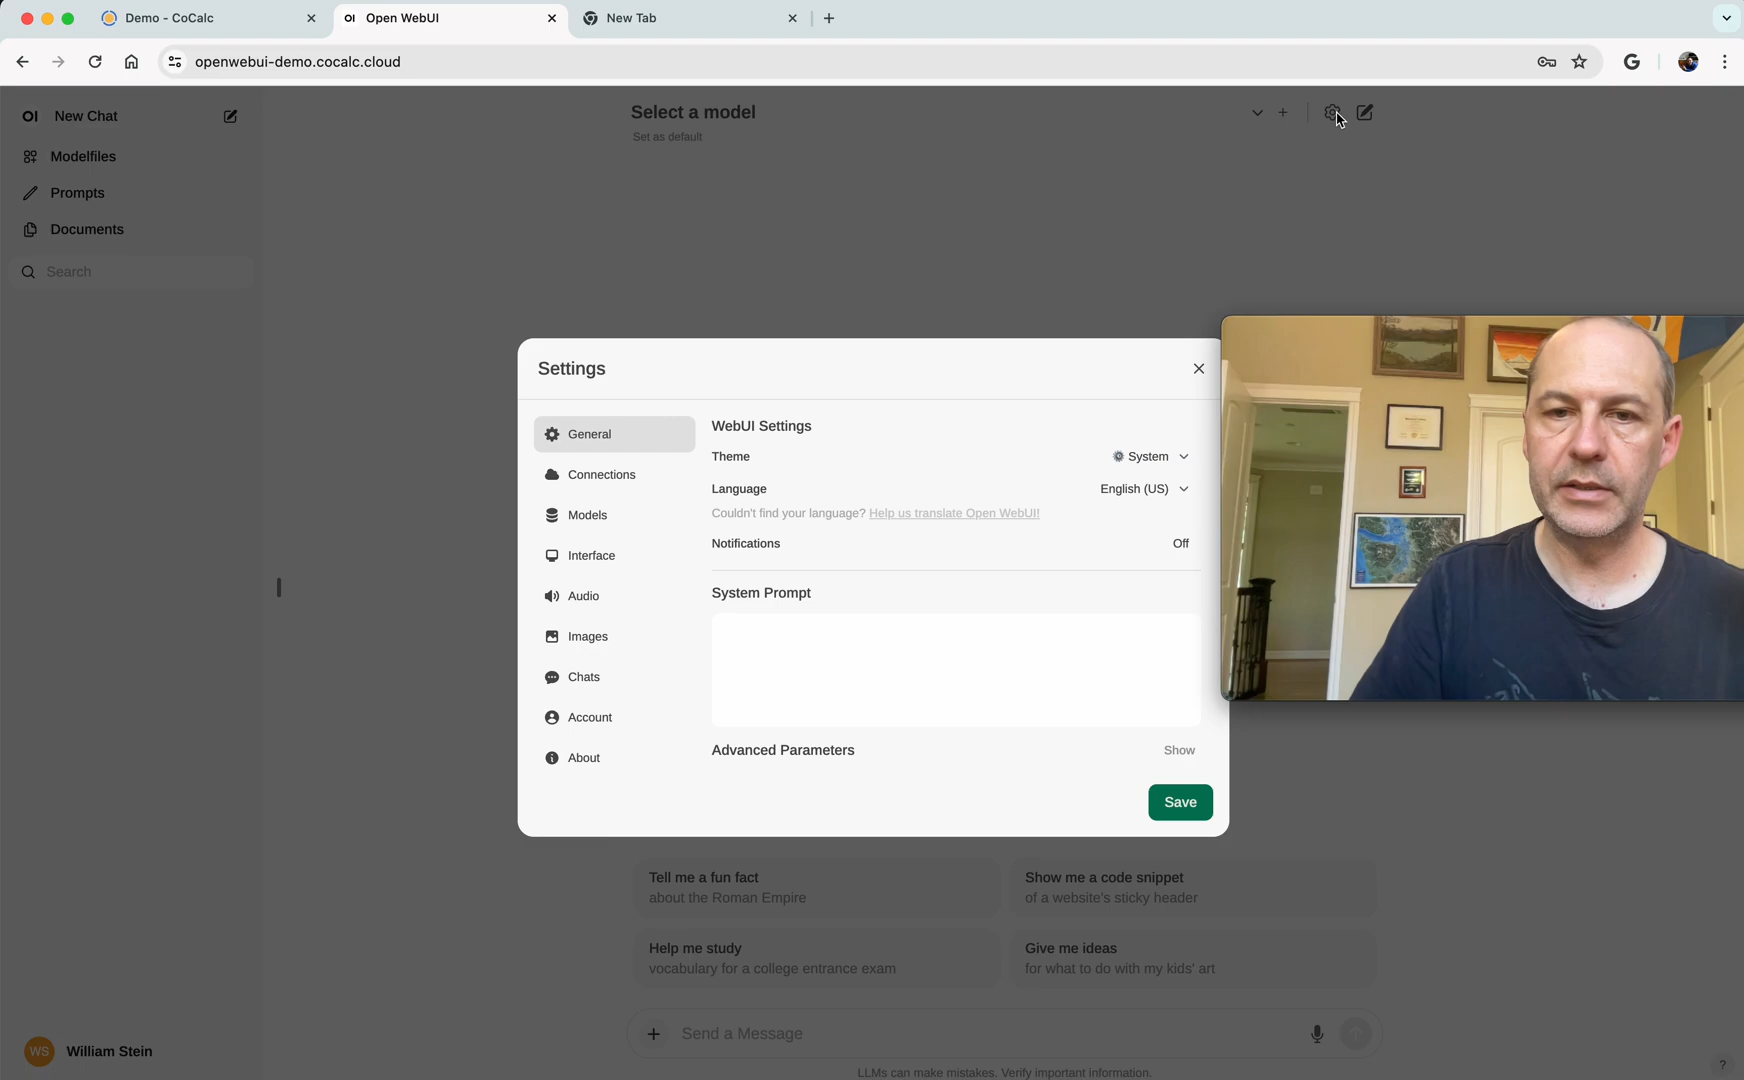 Demo - CoCalc
OI Open WebUI
New Tab
openwebui-demo.cocalc.cloud
OI New Chat
Modelfiles
Prompts
Documents
Search
Select a model
Set as default
Settings
General
Connections
Models
Interface
Audio
Images
Chats
Account
About
WebUI Settings
Theme System
Language English (US)
Couldn't find your language? Help us translate Open WebUI!
Notifications Off
System Prompt
Advanced Parameters Show
Save
Tell me a fun fact
about the Roman Empire
Show me a code snippet
of a website's sticky header
Help me study
vocabulary for a college entrance exam
Give me ideas
for what to do with my kids' art
Send a Message
WS William Stein
LLMs can make mistakes. Verify important information.
?